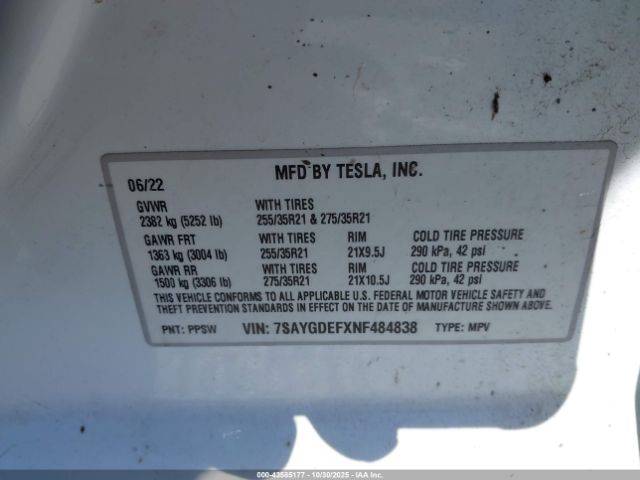 MFD BY TESLA, INC.
06/22
GVWR WITH TIRES
2382 kg (5252 lb) 255/35R21 & 275/35R21
GAWR FRT WITH TIRES RIM COLD TIRE PRESSURE
1363 kg (3004 lb) 255/35R21 21X9.5J 290 kPa, 42 psi
GAWR RR WITH TIRES RIM COLD TIRE PRESSURE
1500 kg (3306 lb) 275/35R21 21X10.5J 290 kPa, 42 psi
THIS VEHICLE CONFORMS TO ALL APPLICABLE U.S. FEDERAL MOTOR VEHICLE SAFETY AND
THEFT PREVENTION STANDARDS IN EFFECT ON THE DATE OF MANUFACTURE SHOWN ABOVE.
PNT: PPSW VIN: 7SAYGDEFXNF484838 TYPE: MPV
000-43585177 - 10/30/2025 - IAAI.COM